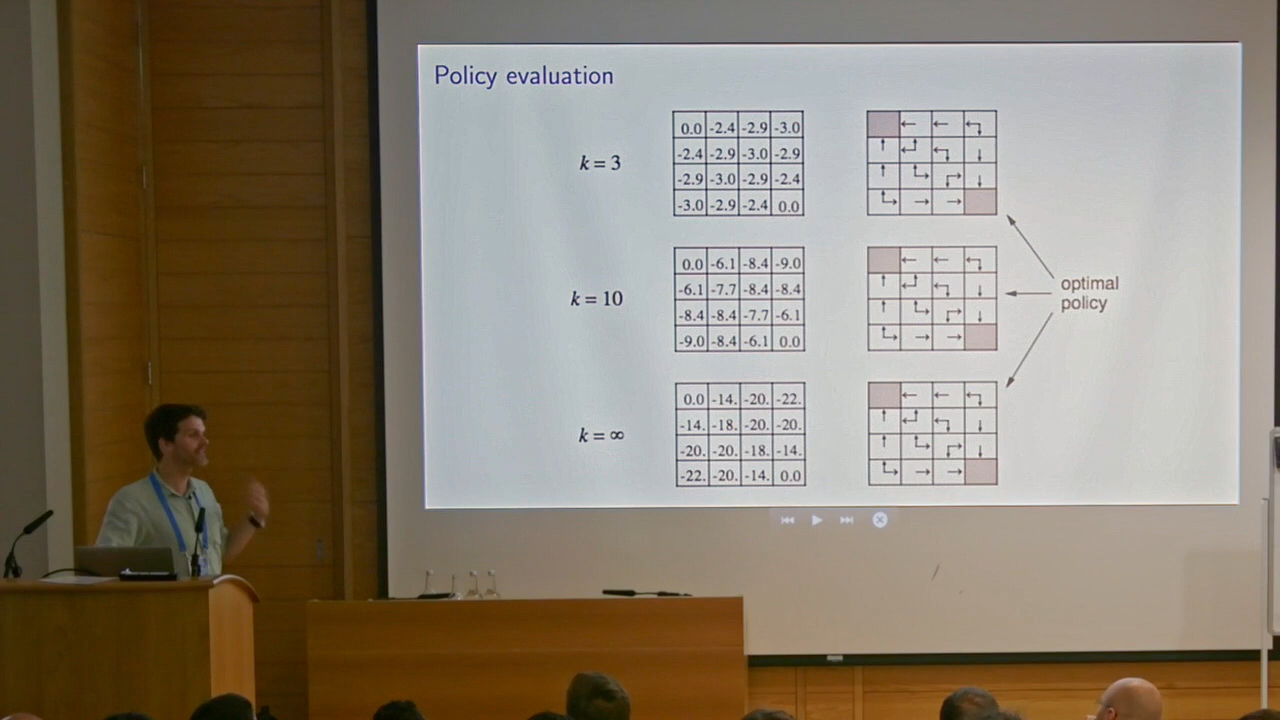 Policy evaluation
k = 3
0.0 -2.4 -2.9 -3.0
-2.4 -2.9 -3.0 -2.9
-2.9 -3.0 -2.9 -2.4
-3.0 -2.9 -2.4 0.0
k = 10
0.0 -6.1 -8.4 -9.0
-6.1 -7.7 -8.4 -8.4
-8.4 -8.4 -7.7 -6.1
-9.0 -8.4 -6.1 0.0
optimal
policy
k = ∞
0.0 -14. -20. -22.
-14. -18. -20. -20.
-20. -20. -18. -14.
-22. -20. -14. 0.0